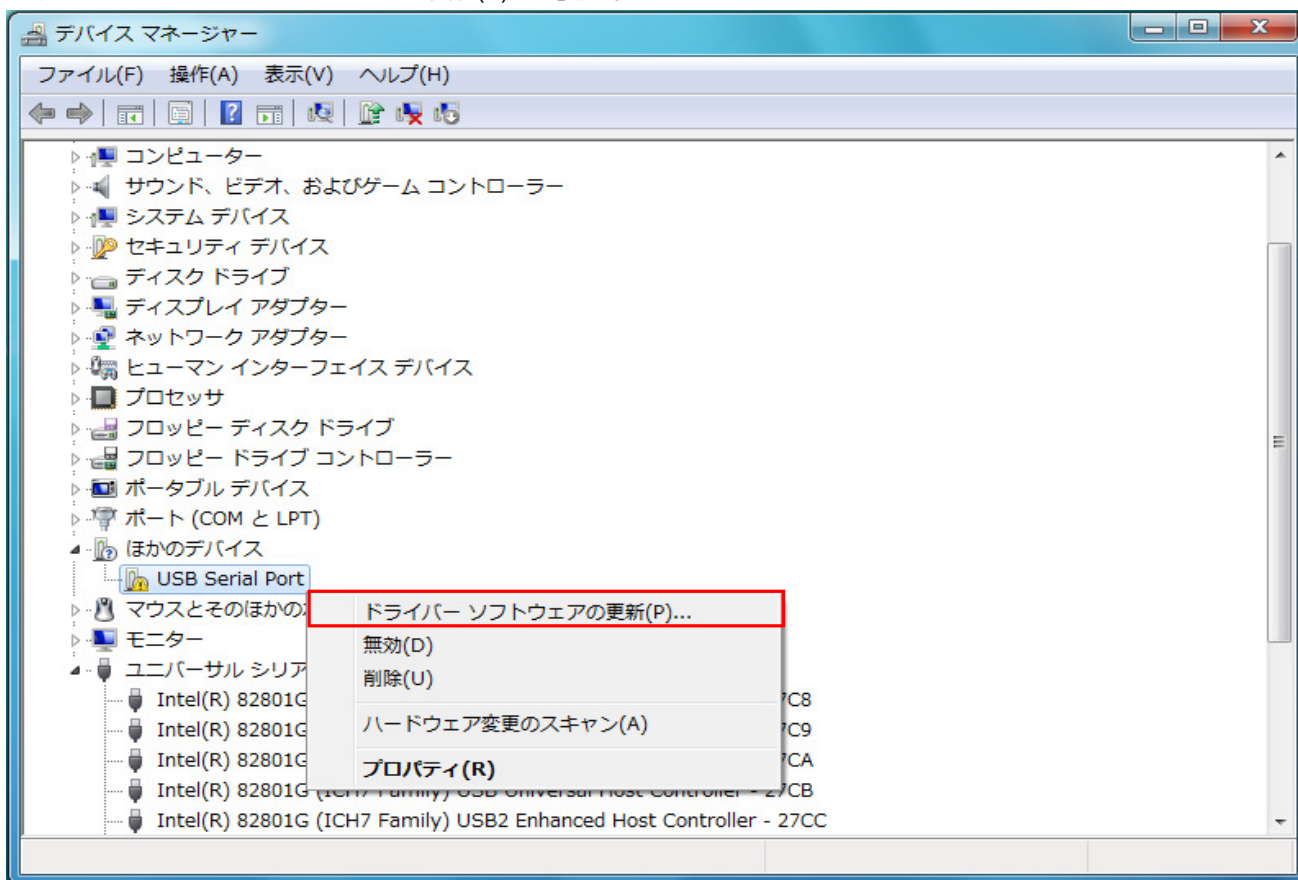 デバイス マネージャー
ファイル(F) 操作(A) 表示(V) ヘルプ(H)
コンピューター
サウンド、ビデオ、およびゲーム コントローラー
システム デバイス
セキュリティ デバイス
ディスク ドライブ
ディスプレイ アダプター
ネットワーク アダプター
ヒューマン インターフェイス デバイス
プロセッサ
フロッピー ディスク ドライブ
フロッピー ドライブ コントローラー
ポータブル デバイス
ポート (COM と LPT)
ほかのデバイス
USB Serial Port
マウスとそのほかの
ドライバー ソフトウェアの更新(P)...
モニター
無効(D)
ユニバーサル シリア
削除(U)
Intel(R) 82801G 7C8
ハードウェア変更のスキャン(A)
Intel(R) 82801G 7C9
Intel(R) 82801G 7CA
プロパティ(R)
Intel(R) 82801G (ICH7 Family) USB Universal Host Controller - 27CB
Intel(R) 82801G (ICH7 Family) USB2 Enhanced Host Controller - 27CC